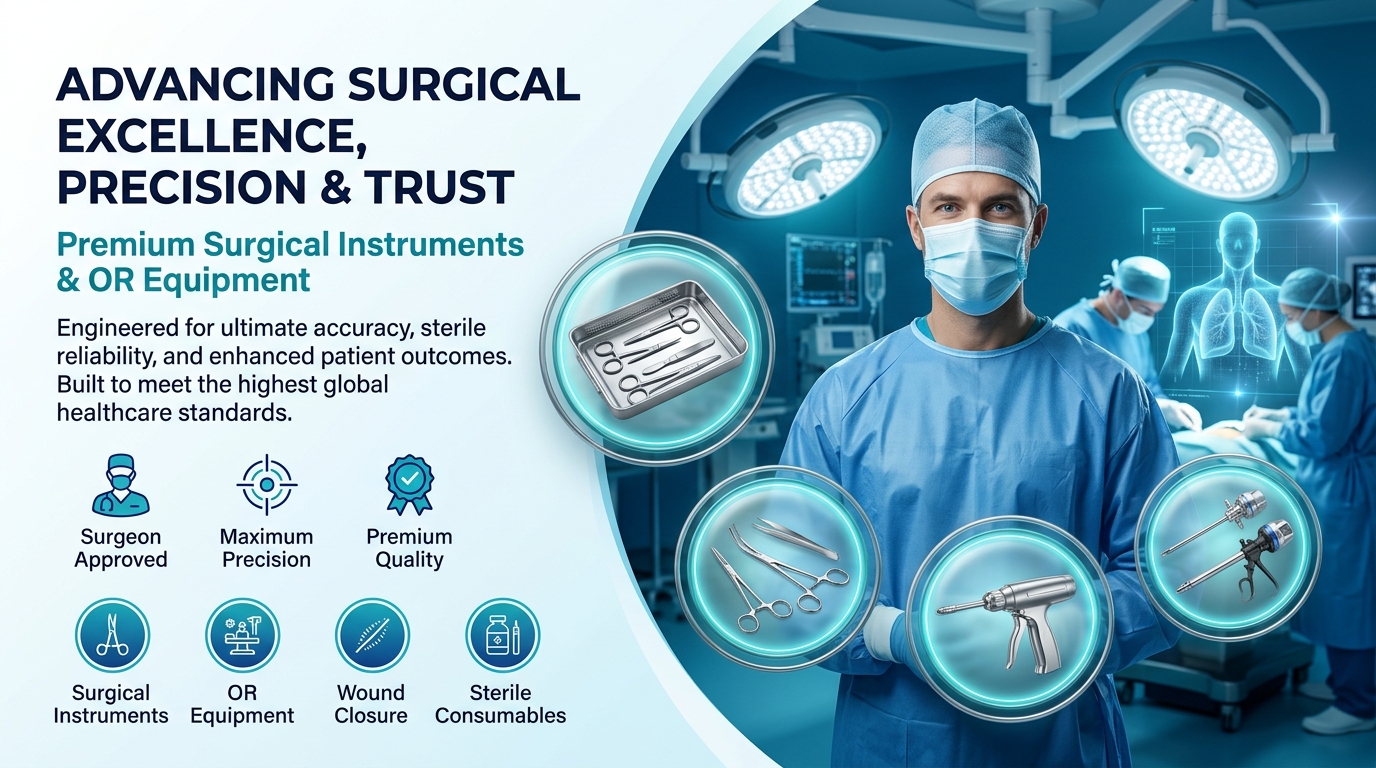 ADVANCING SURGICAL
EXCELLENCE,
PRECISION & TRUST
Premium Surgical Instruments
& OR Equipment
Engineered for ultimate accuracy, sterile
reliability, and enhanced patient outcomes.
Built to meet the highest global
healthcare standards.
Surgeon
Approved
Maximum
Precision
Premium
Quality
Surgical
Instruments
OR
Equipment
Wound
Closure
Sterile
Consumables